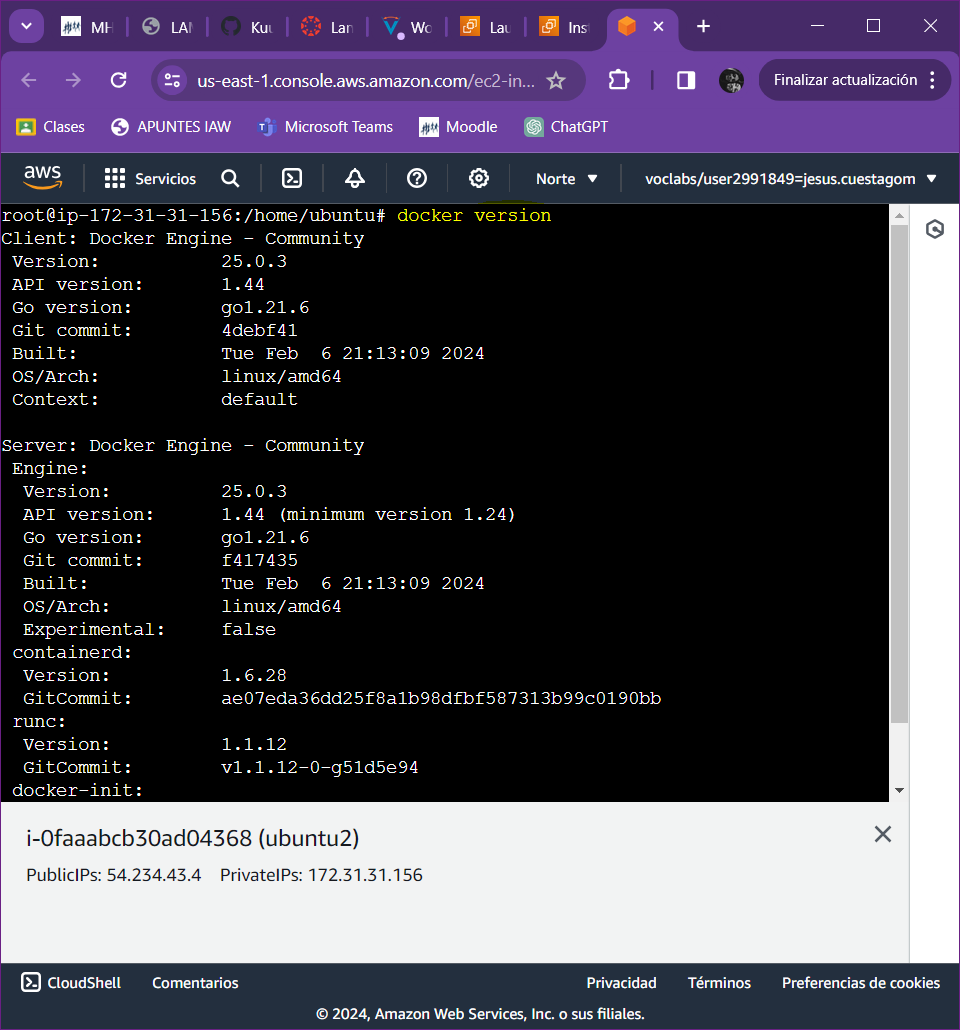 MH
LAN
Ku
Lan
Wo
Lau
Ins
us-east-1.console.aws.amazon.com/ec2-in...
Finalizar actualización
Clases
APUNTES IAW
Microsoft Teams
Moodle
ChatGPT
aws
Servicios
Norte
voclabs/user2991849=jesus.cuestagom
root@ip-172-31-31-156:/home/ubuntu# docker version
Client: Docker Engine - Community
Version: 25.0.3
API version: 1.44
Go version: go1.21.6
Git commit: 4debf41
Built: Tue Feb  6 21:13:09 2024
OS/Arch: linux/amd64
Context: default
Server: Docker Engine - Community
Engine:
Version: 25.0.3
API version: 1.44 (minimum version 1.24)
Go version: go1.21.6
Git commit: f417435
Built: Tue Feb  6 21:13:09 2024
OS/Arch: linux/amd64
Experimental: false
containerd:
Version: 1.6.28
GitCommit: ae07eda36dd25f8a1b98dfbf587313b99c0190bb
runc:
Version: 1.1.12
GitCommit: v1.1.12-0-g51d5e94
docker-init:
i-0faaabcb30ad04368 (ubuntu2)
PublicIPs: 54.234.43.4 PrivateIPs: 172.31.31.156
CloudShell
Comentarios
Privacidad
Términos
Preferencias de cookies
© 2024, Amazon Web Services, Inc. o sus filiales.